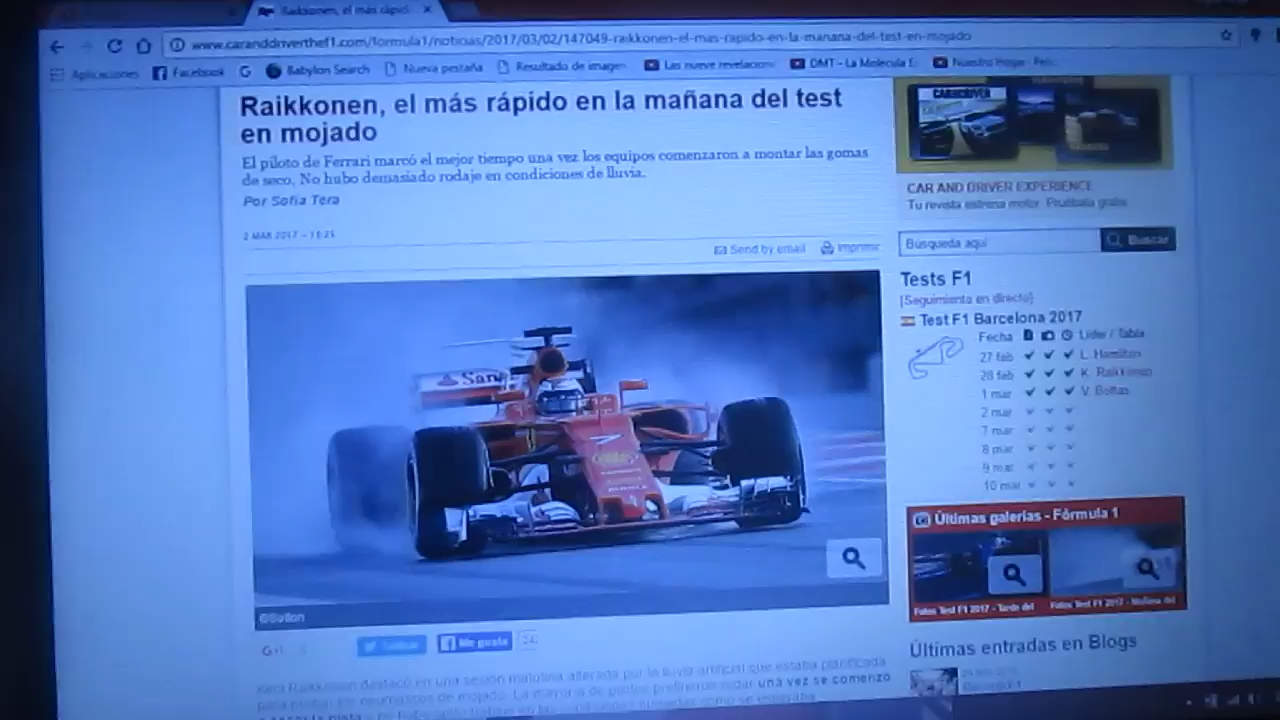 Raikkonen, el más rápid
www.caranddriverthef1.com/formula1/noticias/2017/03/02/147049-raikkonen-el-mas-rapido-en-la-manana-del-test-en-mojado
Aplicaciones Facebook G Babylon Search Nueva pestaña Resultado de imagen Las nueve revelacion DMT - La Molecula D Nuestro Hogar - Pelic
Raikkonen, el más rápido en la mañana del test
en mojado
El piloto de Ferrari marcó el mejor tiempo una vez los equipos comenzaron a montar las gomas
de seco. No hubo demasiado rodaje en condiciones de lluvia.
Por Sofía Tera
2 MAR 2017 -
Send by email Imprimir
©Sutton
G+1
Me gusta
Kimi Raikkonen destacó en una sesión matutina alterada por la lluvia artificial que estaba planificada
para probar los neumáticos de mojado. La mayoría de pilotos prefirieron rodar una vez se comenzó
CAR AND DRIVER
CAR AND DRIVER EXPERIENCE
Tu revista estrena motor. Pruébala gratis
Búsqueda aquí Buscar
Tests F1
[Seguimiento en directo]
Test F1 Barcelona 2017
Fecha Líder / Tabla
27 feb L. Hamilton
28 feb K. Raikkonen
1 mar V. Bottas
2 mar
7 mar
8 mar
9 mar
10 mar
Últimas galerías - Fórmula 1
Fotos Test F1 2017 - Tarde del Fotos Test F1 2017 - Mañana del
Últimas entradas en Blogs